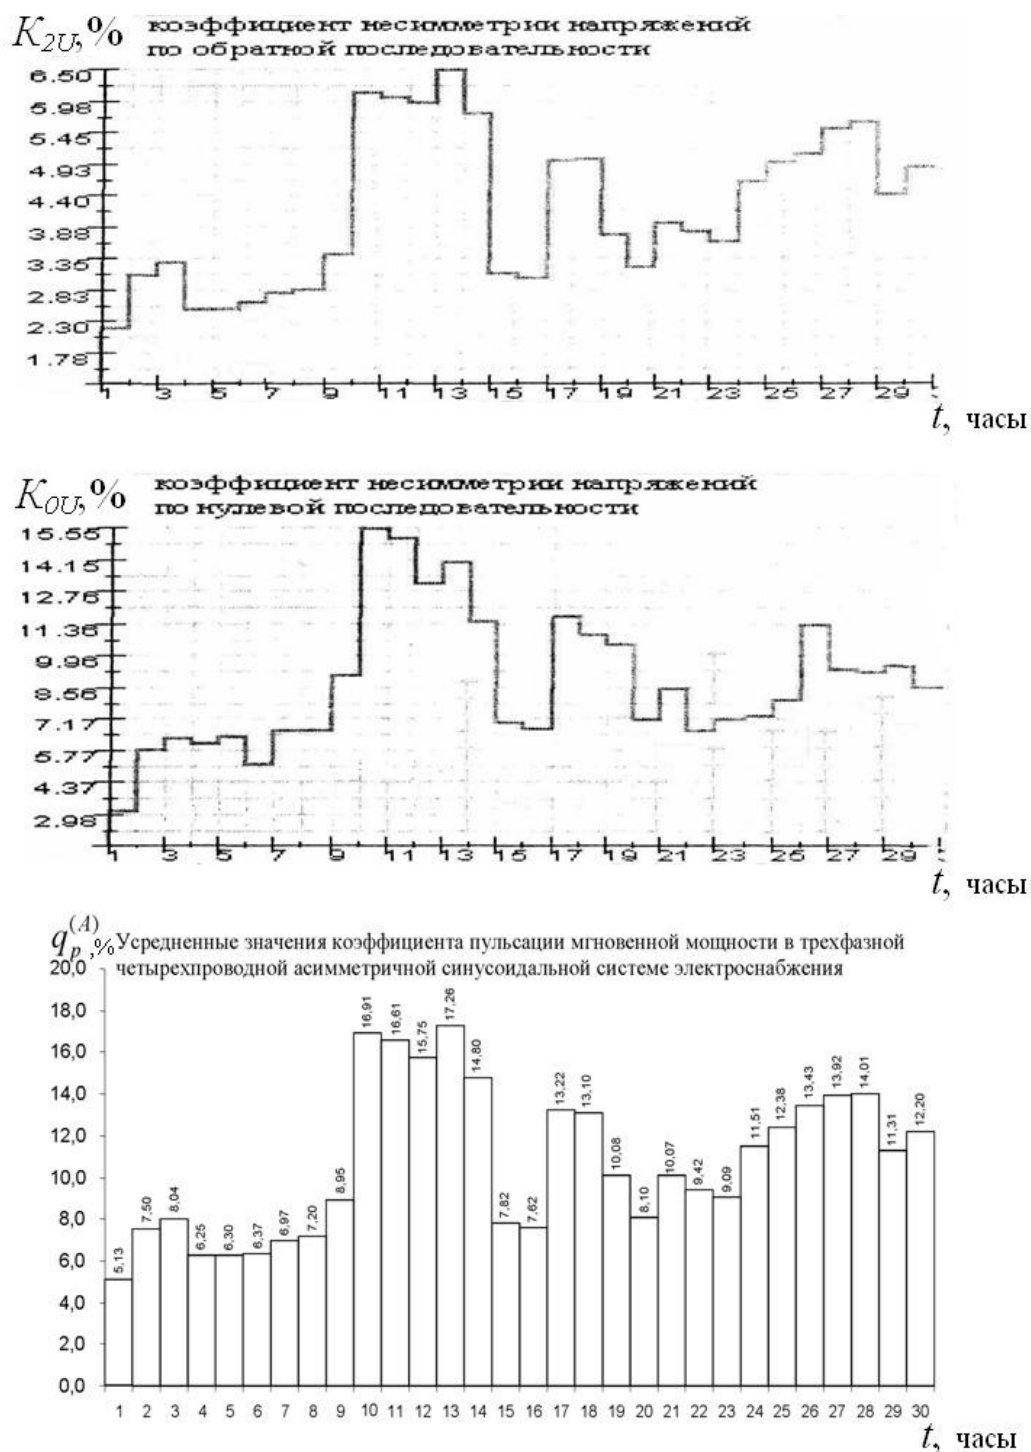 K2U,% коэффициент несимметрии напряжений
по обратной последовательности
6.50
5.98
5.45
4.93
4.40
3.88
3.35
2.83
2.30
1.78
1 3 5 7 9 11 13 15 17 19 21 23 25 27 29
t, часы
K0U,% коэффициент несимметрии напряжений
по нулевой последовательности
15.55
14.15
12.76
11.36
9.96
8.56
7.17
5.77
4.37
2.98
1 3 5 7 9 11 13 15 17 19 21 23 25 27 29
t, часы
qp(A),% Усредненные значения коэффициента пульсации мгновенной мощности в трехфазной
четырехпроводной асимметричной синусоидальной системе электроснабжения
20,0
18,0
16,0
14,0
12,0
10,0
8,0
6,0
4,0
2,0
0,0
5,13 7,50 8,04 6,25 6,30 6,37 6,97 7,20 8,95 16,91 16,61 15,75 17,26 14,80 7,82 7,62 13,22 13,10 10,08 8,10 10,07 9,42 9,09 11,51 12,38 13,43 13,92 14,01 11,31 12,20
1 2 3 4 5 6 7 8 9 10 11 12 13 14 15 16 17 18 19 20 21 22 23 24 25 26 27 28 29 30
t, часы